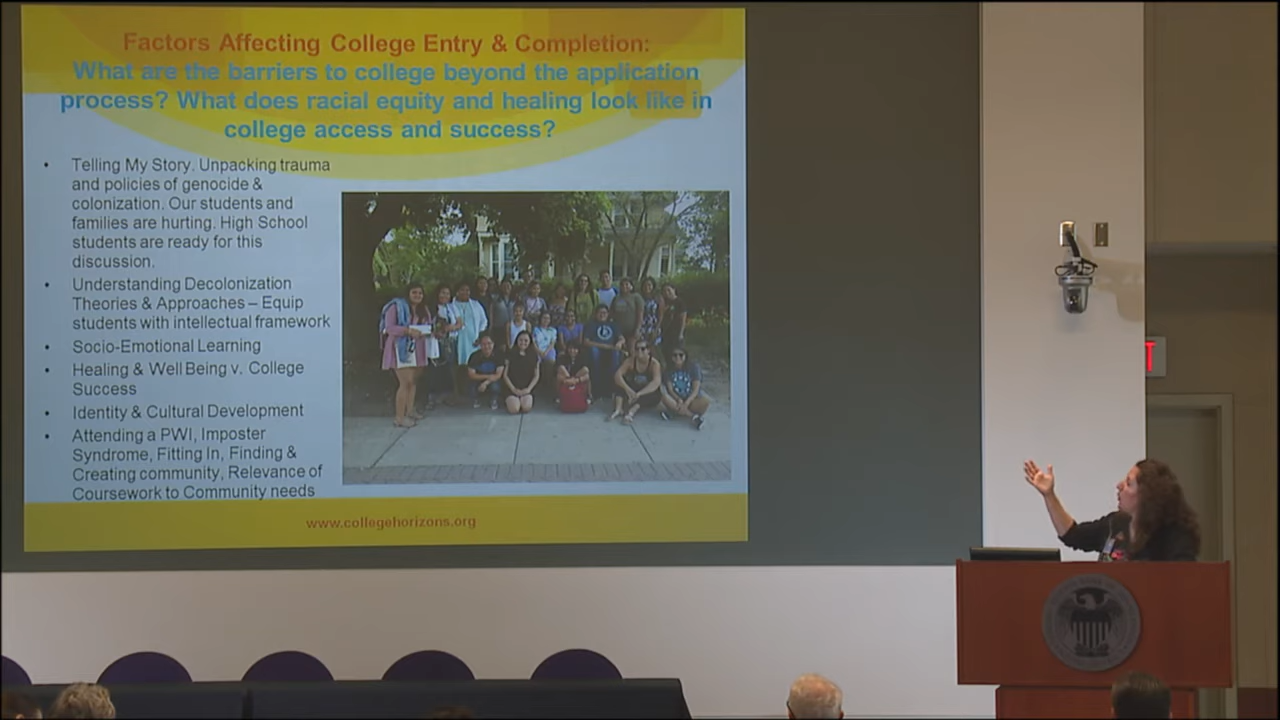 Factors Affecting College Entry & Completion:
What are the barriers to college beyond the application
process? What does racial equity and healing look like in
college access and success?
• Telling My Story. Unpacking trauma
and policies of genocide &
colonization. Our students and
families are hurting. High School
students are ready for this
discussion.
• Understanding Decolonization
Theories & Approaches – Equip
students with intellectual framework
• Socio-Emotional Learning
• Healing & Well Being v. College
Success
• Identity & Cultural Development
• Attending a PWI, Imposter
Syndrome, Fitting In, Finding &
Creating community, Relevance of
Coursework to Community needs
www.collegehorizons.org
T